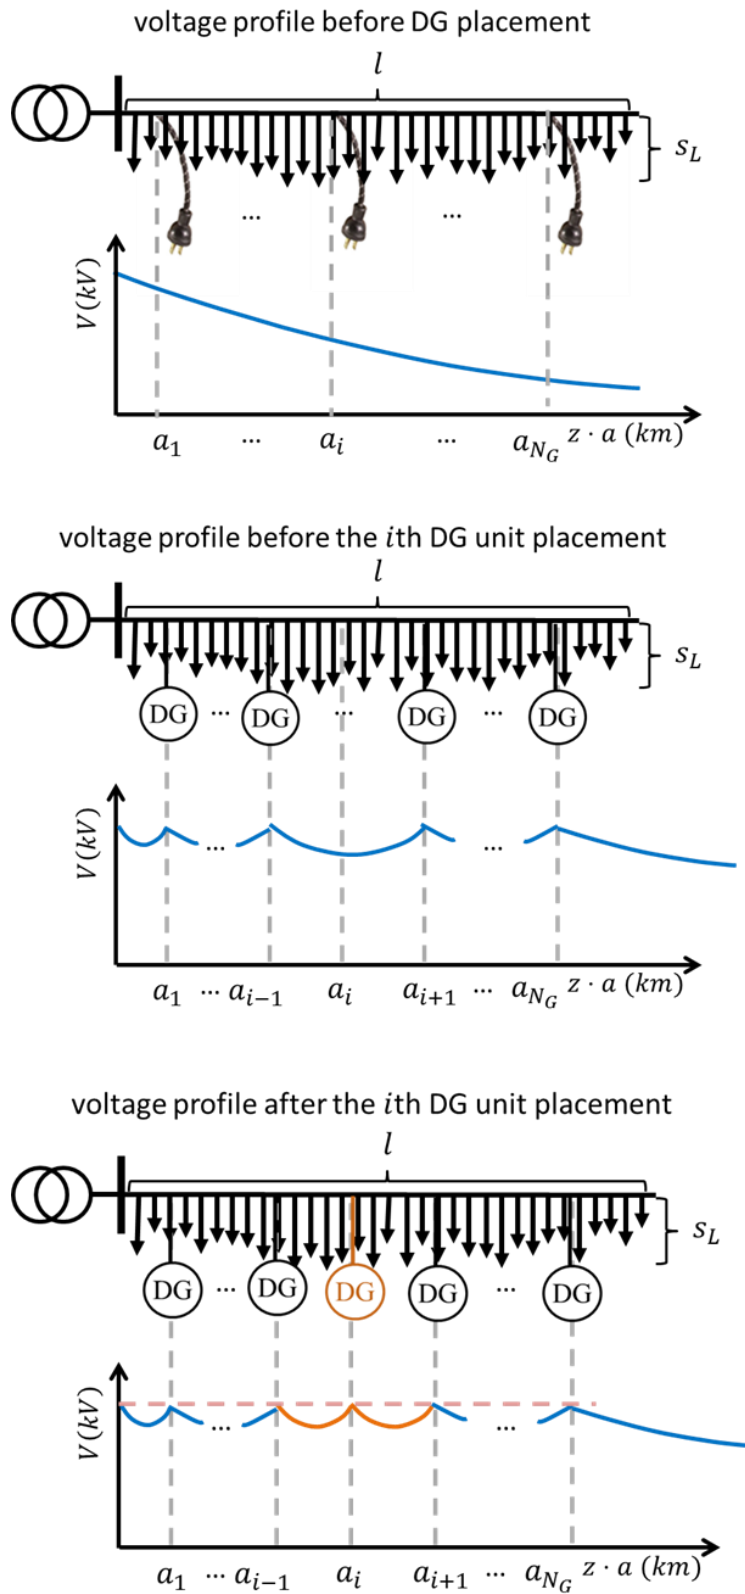 voltage profile before DG placement
l
s_L
... ...
V(kV)
a_1 ... a_i ... a_{N_G} z · a (km)
voltage profile before the ith DG unit placement
l
s_L
DG ... DG ... DG ... DG
V(kV)
... ...
a_1 ... a_{i-1} a_i a_{i+1} ... a_{N_G} z · a (km)
voltage profile after the ith DG unit placement
l
s_L
DG ... DG DG DG ... DG
V(kV)
... ...
a_1 ... a_{i-1} a_i a_{i+1} ... a_{N_G} z · a (km)